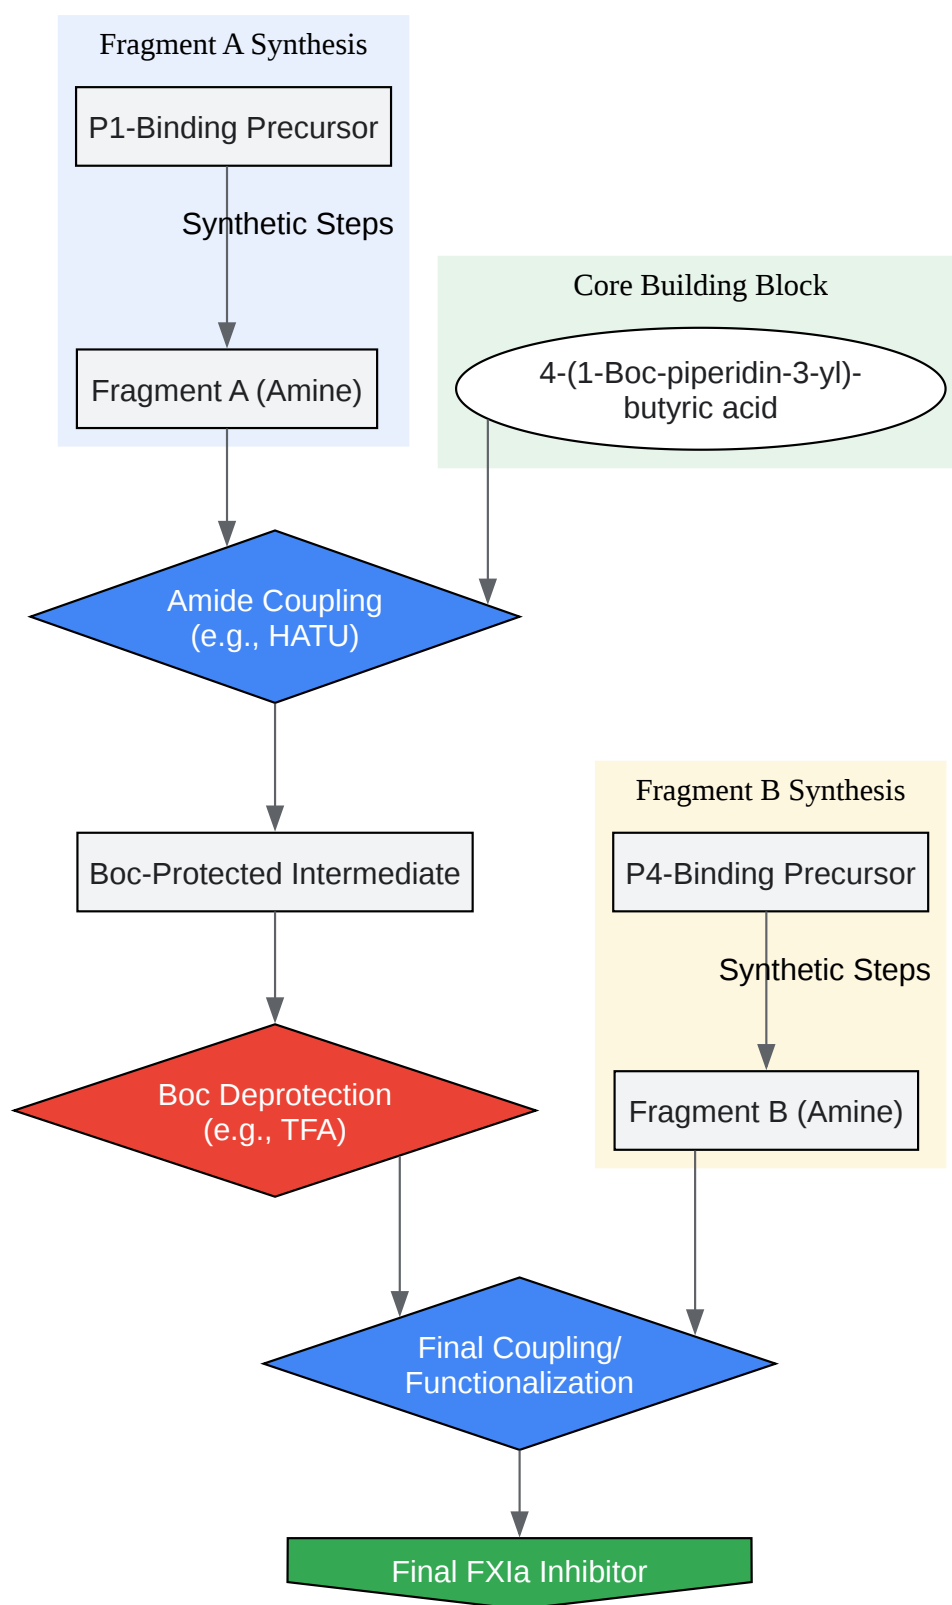 Fragment A Synthesis
P1-Binding Precursor
Synthetic Steps
Fragment A (Amine)
Core Building Block
4-(1-Boc-piperidin-3-yl)-
butyric acid
Amide Coupling
(e.g., HATU)
Boc-Protected Intermediate
Fragment B Synthesis
P4-Binding Precursor
Synthetic Steps
Fragment B (Amine)
Boc Deprotection
(e.g., TFA)
Final Coupling/
Functionalization
Final FXIa Inhibitor